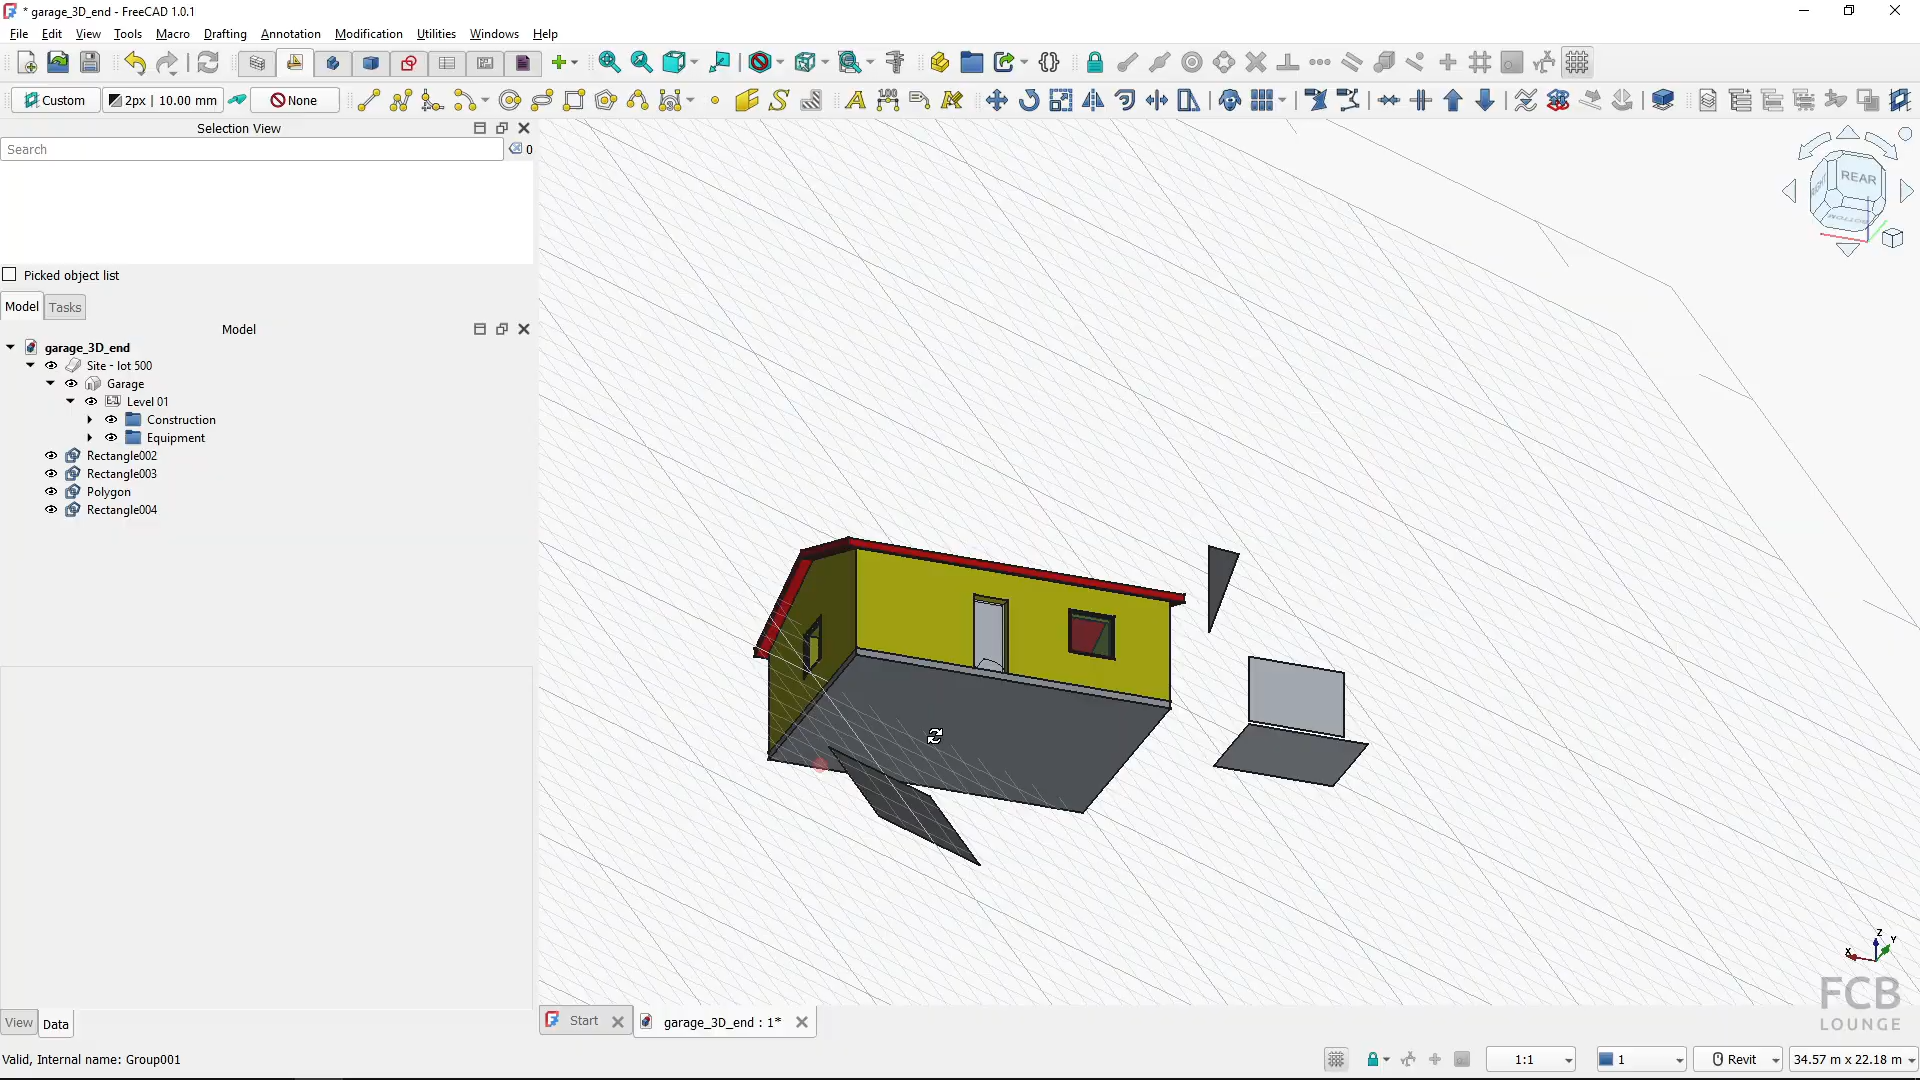 * garage_3D_end - FreeCAD 1.0.1
File Edit View Tools Macro Drafting Annotation Modification Utilities Windows Help
Custom 2px | 10.00 mm None
Selection View
Search
0
Picked object list
Model Tasks
Model
garage_3D_end
Site - lot 500
Garage
Level 01
Construction
Equipment
Rectangle002
Rectangle003
Polygon
Rectangle004
REAR
BOTTOM
Z
Y
X
FCB
LOUNGE
View Data
Start garage_3D_end : 1*
Valid, Internal name: Group001
1:1 1 Revit 34.57 m x 22.18 m